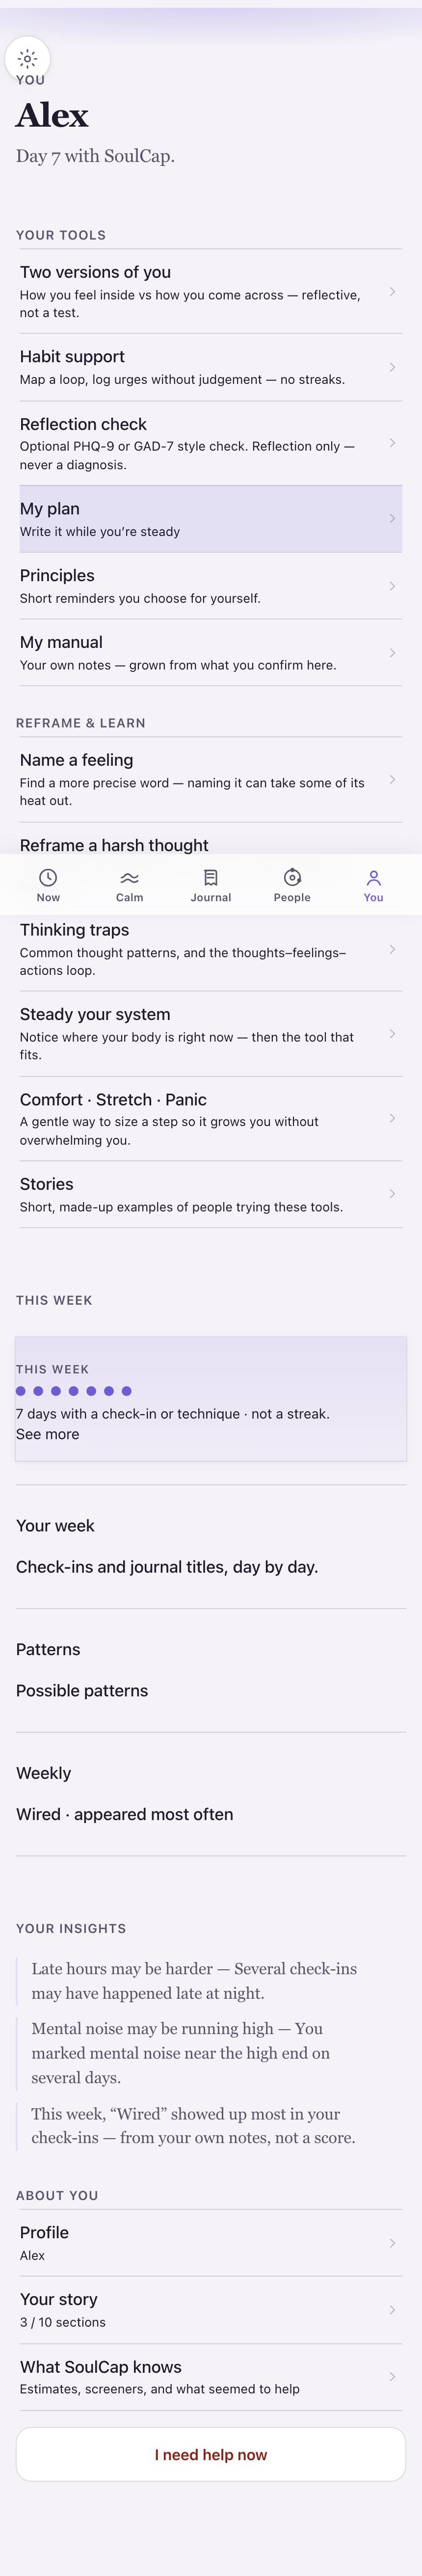 YOU
Alex
Day 7 with SoulCap.
YOUR TOOLS
Two versions of you
How you feel inside vs how you come across — reflective,
not a test.
Habit support
Map a loop, log urges without judgement — no streaks.
Reflection check
Optional PHQ-9 or GAD-7 style check. Reflection only —
never a diagnosis.
My plan
Write it while you’re steady
Principles
Short reminders you choose for yourself.
My manual
Your own notes — grown from what you confirm here.
REFRAME & LEARN
Name a feeling
Find a more precise word — naming it can take some of its
heat out.
Reframe a harsh thought
Now
Calm
Journal
People
You
Thinking traps
Common thought patterns, and the thoughts–feelings–
actions loop.
Steady your system
Notice where your body is right now — then the tool that
fits.
Comfort · Stretch · Panic
A gentle way to size a step so it grows you without
overwhelming you.
Stories
Short, made-up examples of people trying these tools.
THIS WEEK
THIS WEEK
7 days with a check-in or technique · not a streak.
See more
Your week
Check-ins and journal titles, day by day.
Patterns
Possible patterns
Weekly
Wired · appeared most often
YOUR INSIGHTS
Late hours may be harder — Several check-ins
may have happened late at night.
Mental noise may be running high — You
marked mental noise near the high end on
several days.
This week, “Wired” showed up most in your
check-ins — from your own notes, not a score.
ABOUT YOU
Profile
Alex
Your story
3 / 10 sections
What SoulCap knows
Estimates, screeners, and what seemed to help
I need help now